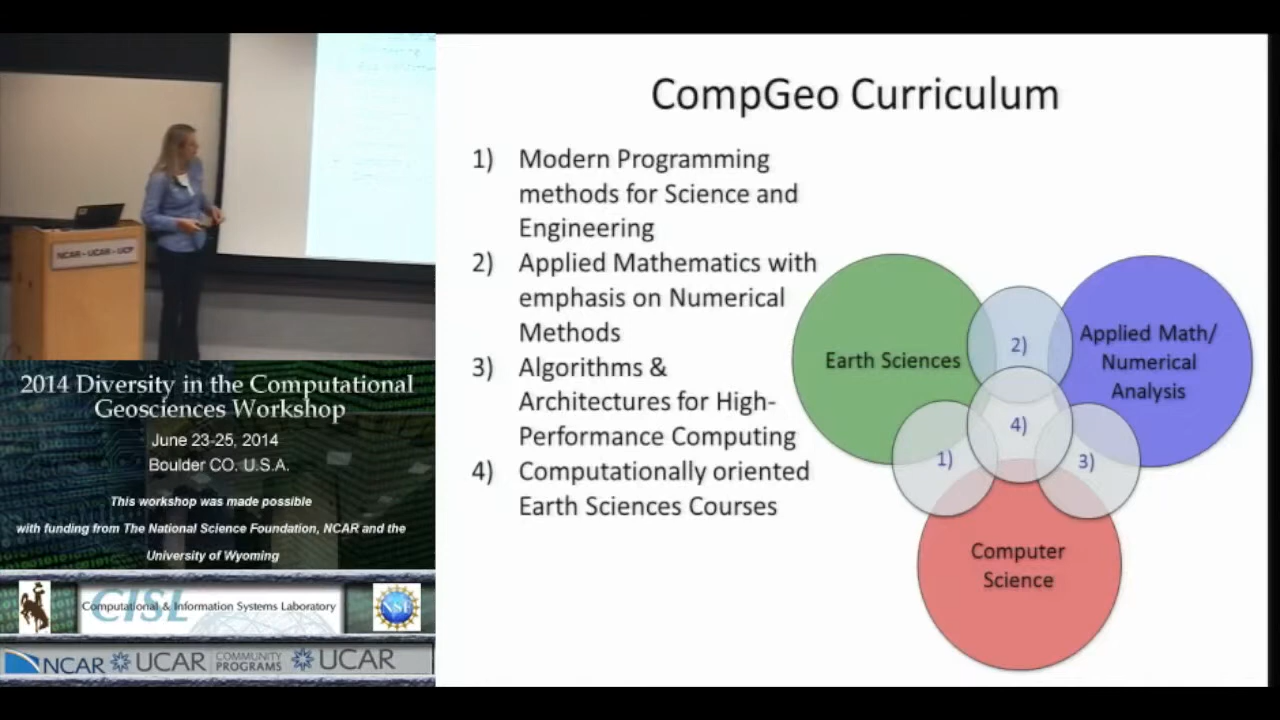 CompGeo Curriculum
1) Modern Programming
methods for Science and
Engineering
2) Applied Mathematics with
emphasis on Numerical
Methods
3) Algorithms &
Architectures for High-
Performance Computing
4) Computationally oriented
Earth Sciences Courses
Earth Sciences
2)
Applied Math/
Numerical
Analysis
4)
1)
3)
Computer
Science
NCAR - UCAR - UCP
2014 Diversity in the Computational
Geosciences Workshop
June 23-25, 2014
Boulder CO. U.S.A.
This workshop was made possible
with funding from The National Science Foundation, NCAR and the
University of Wyoming
CISL
Computational & Information Systems Laboratory
NSF
NCAR UCAR COMMUNITY PROGRAMS UCAR